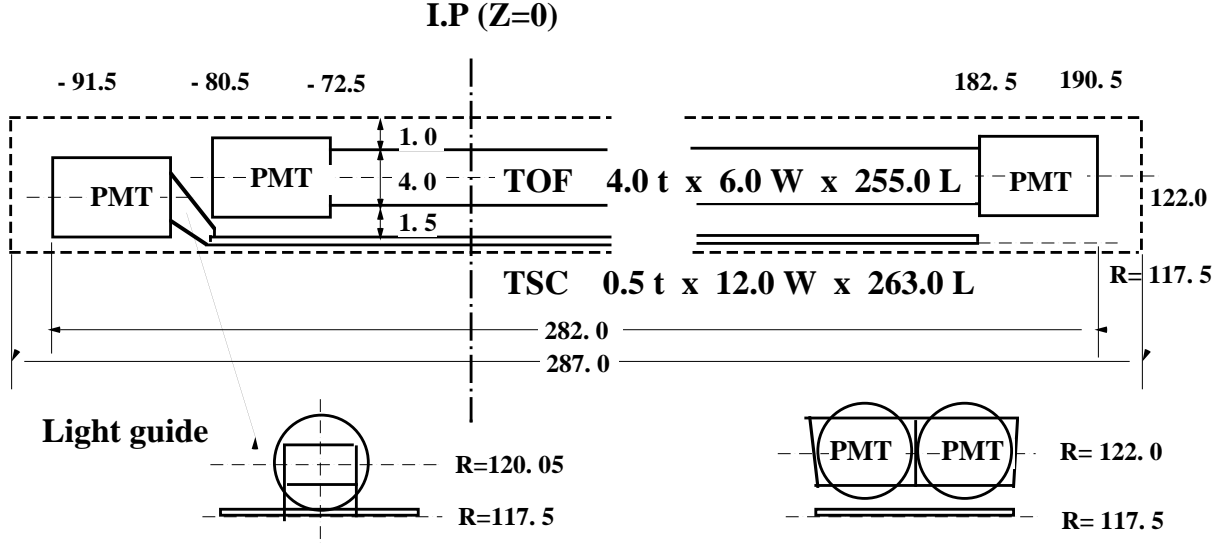 I.P (Z=0)
- 91.5 - 80.5 - 72.5 182.5 190.5
1. 0
PMT PMT 4.0 TOF 4.0 t x 6.0 W x 255.0 L PMT
122.0
1. 5
TSC 0.5 t x 12.0 W x 263.0 L R= 117. 5
282. 0
287. 0
Light guide
PMT PMT R= 122. 0
R=120. 05
R=117. 5 R= 117. 5